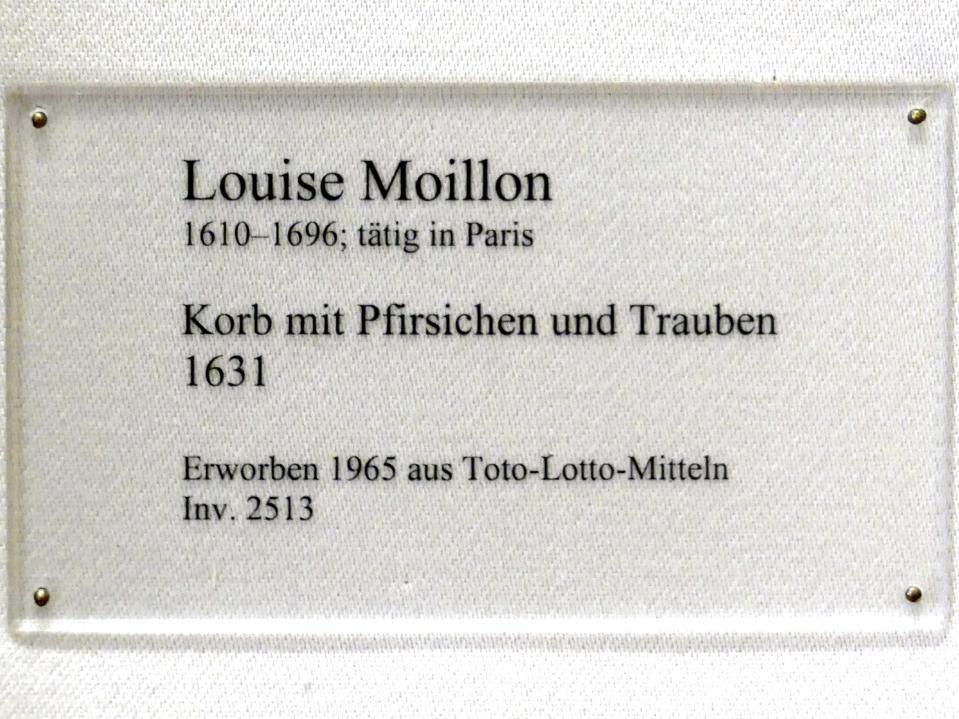 Louise Moillon
1610–1696; tätig in Paris
Korb mit Pfirsichen und Trauben
1631
Erworben 1965 aus Toto-Lotto-Mitteln
Inv. 2513